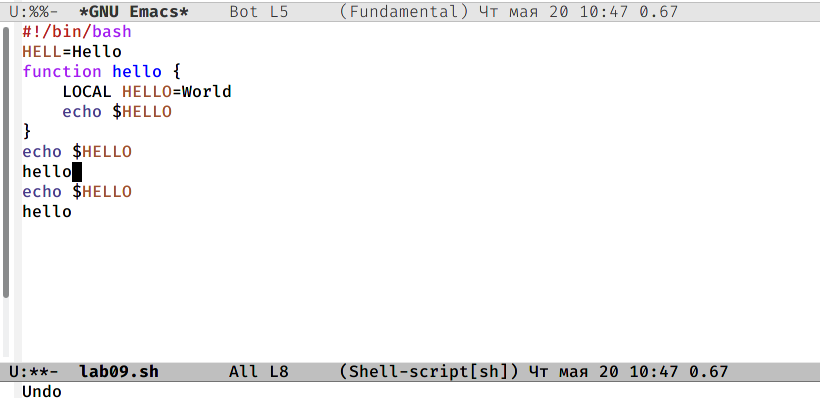 U:%%-  *GNU Emacs*    Bot L5     (Fundamental) Чт мая 20 10:47 0.67
#!/bin/bash
HELL=Hello
function hello {
    LOCAL HELLO=World
    echo $HELLO
}
echo $HELLO
hello
echo $HELLO
hello
U:**-  lab09.sh       All L8     (Shell-script[sh]) Чт мая 20 10:47 0.67
Undo